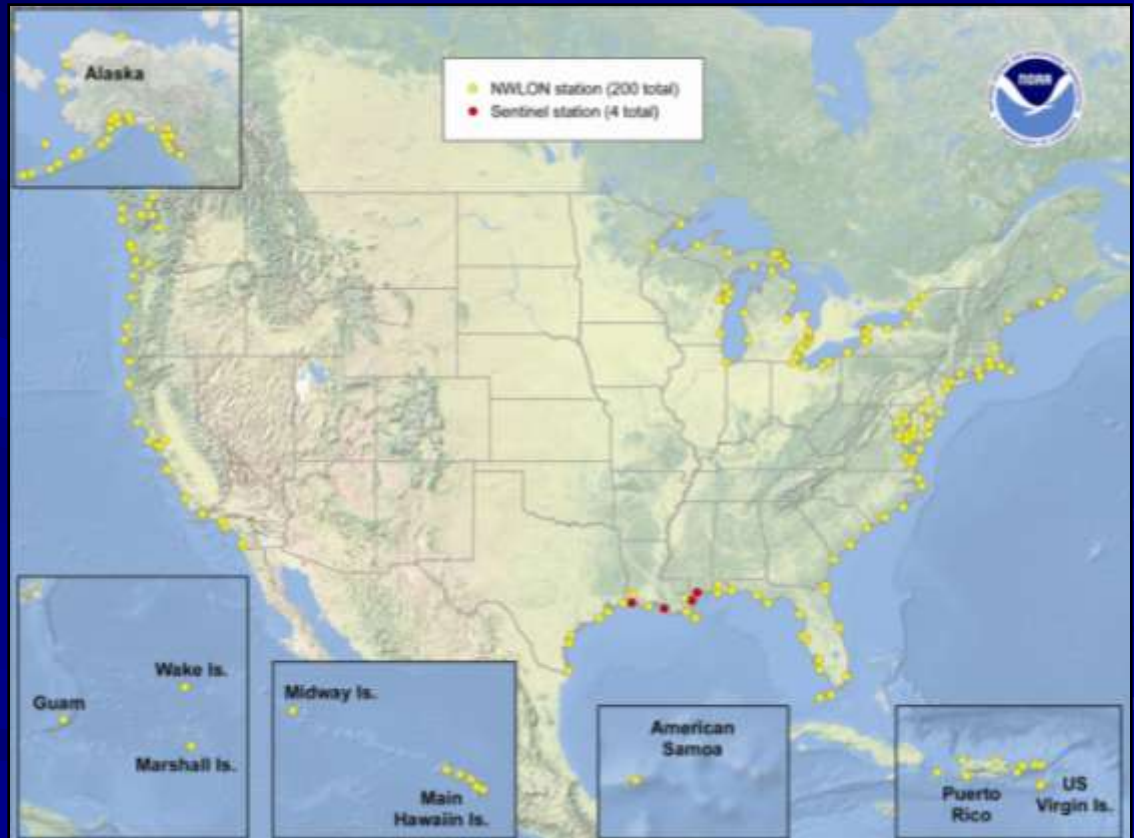 Alaska
NWLON station (200 total)
Sentinel station (4 total)
NOAA
Wake Is.
Guam
Marshall Is.
Midway Is.
Main
Hawaiin Is.
American
Samoa
Puerto
Rico
US
Virgin Is.